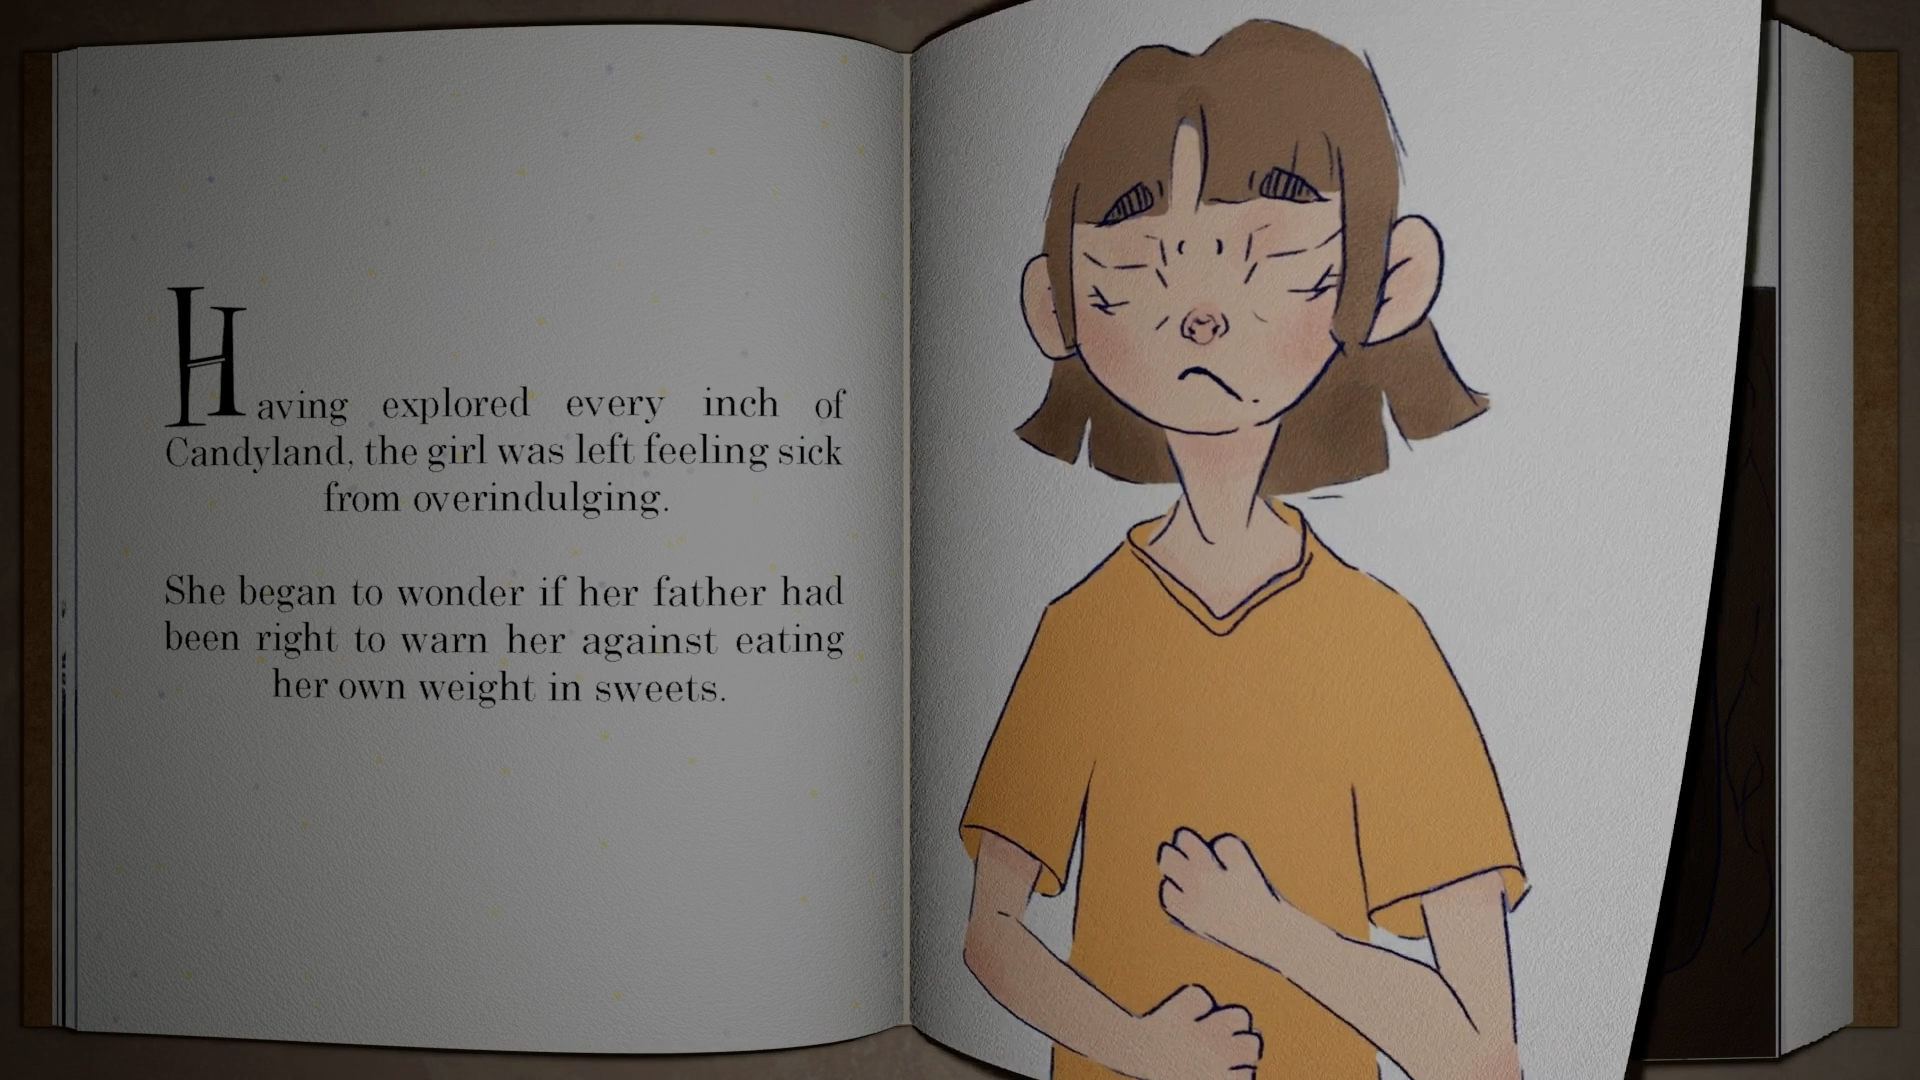 Having explored every inch of
Candyland, the girl was left feeling sick
from overindulging.
She began to wonder if her father had
been right to warn her against eating
her own weight in sweets.